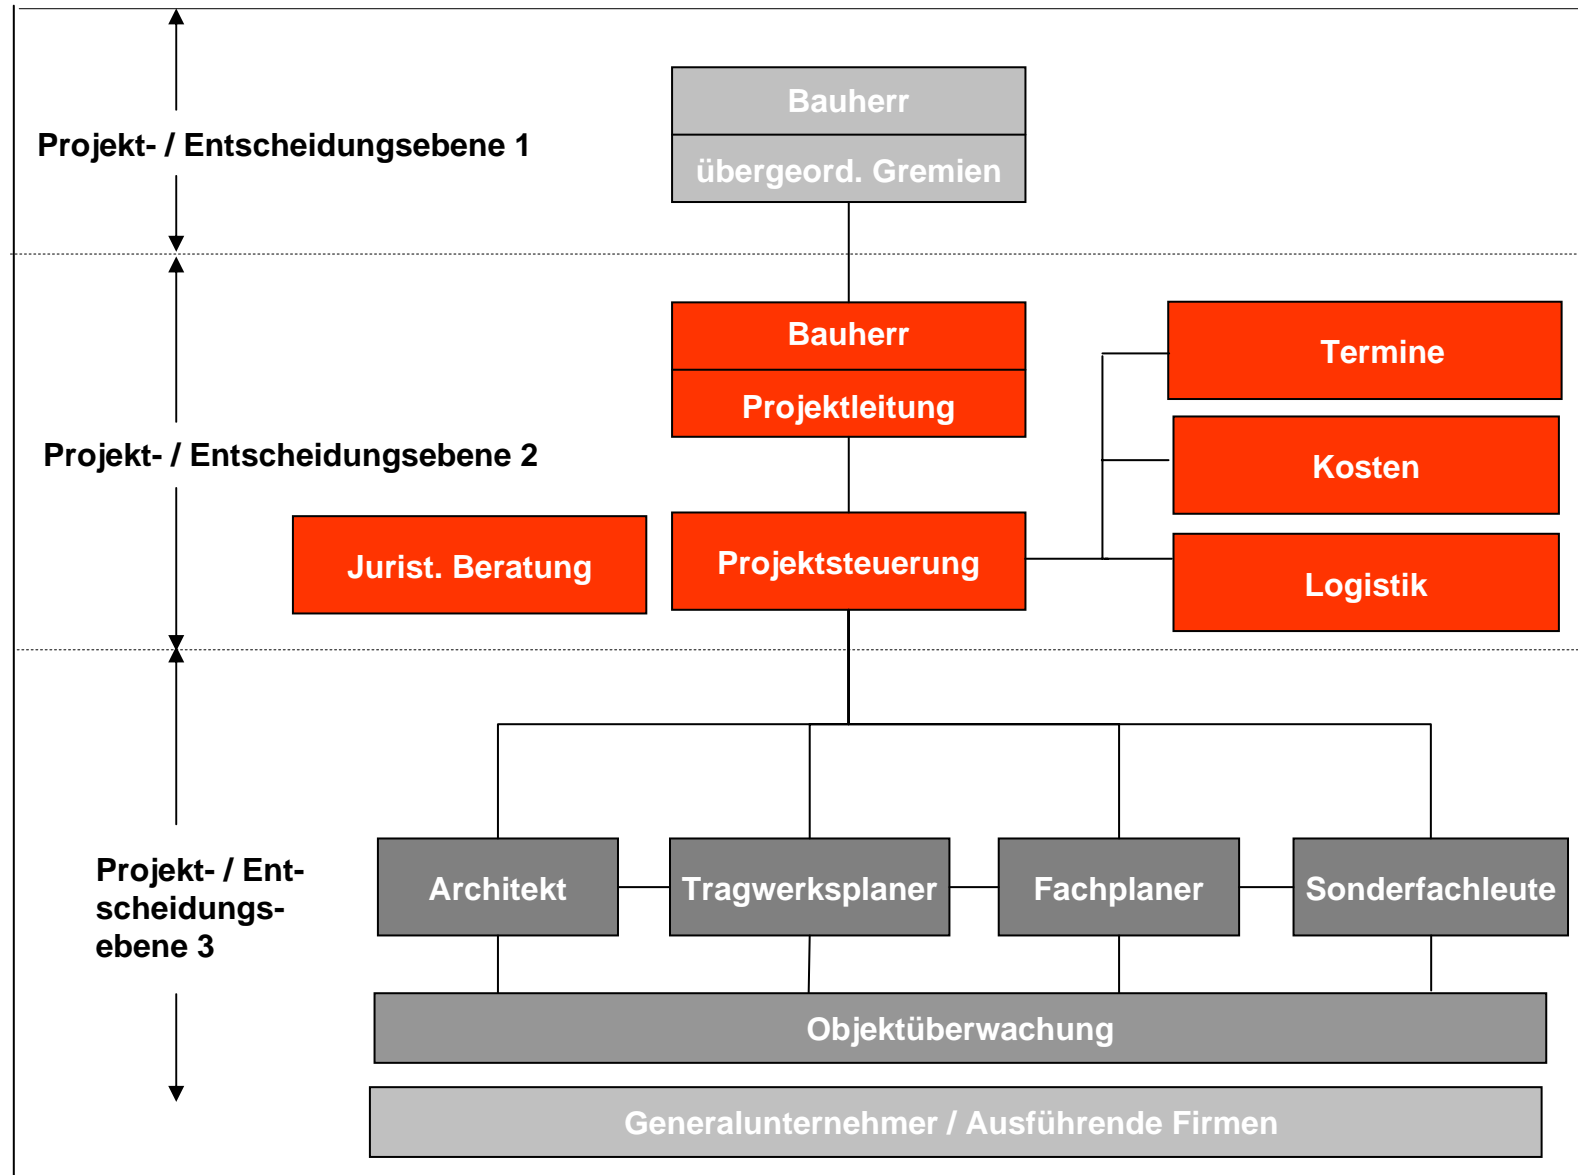 Bauherr
Projekt- / Entscheidungsebene 1
übergeord. Gremien
Bauherr
Termine
Projektleitung
Projekt- / Entscheidungsebene 2
Kosten
Jurist. Beratung
Projektsteuerung
Logistik
Projekt- / Ent-
scheidungs-
ebene 3
Architekt
Tragwerksplaner
Fachplaner
Sonderfachleute
Objektüberwachung
Generalunternehmer / Ausführende Firmen